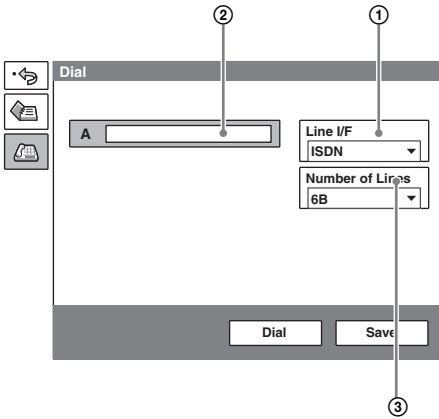 ② ①
Dial
A
Line I/F
ISDN
Number of Lines
6B
Dial Save
③